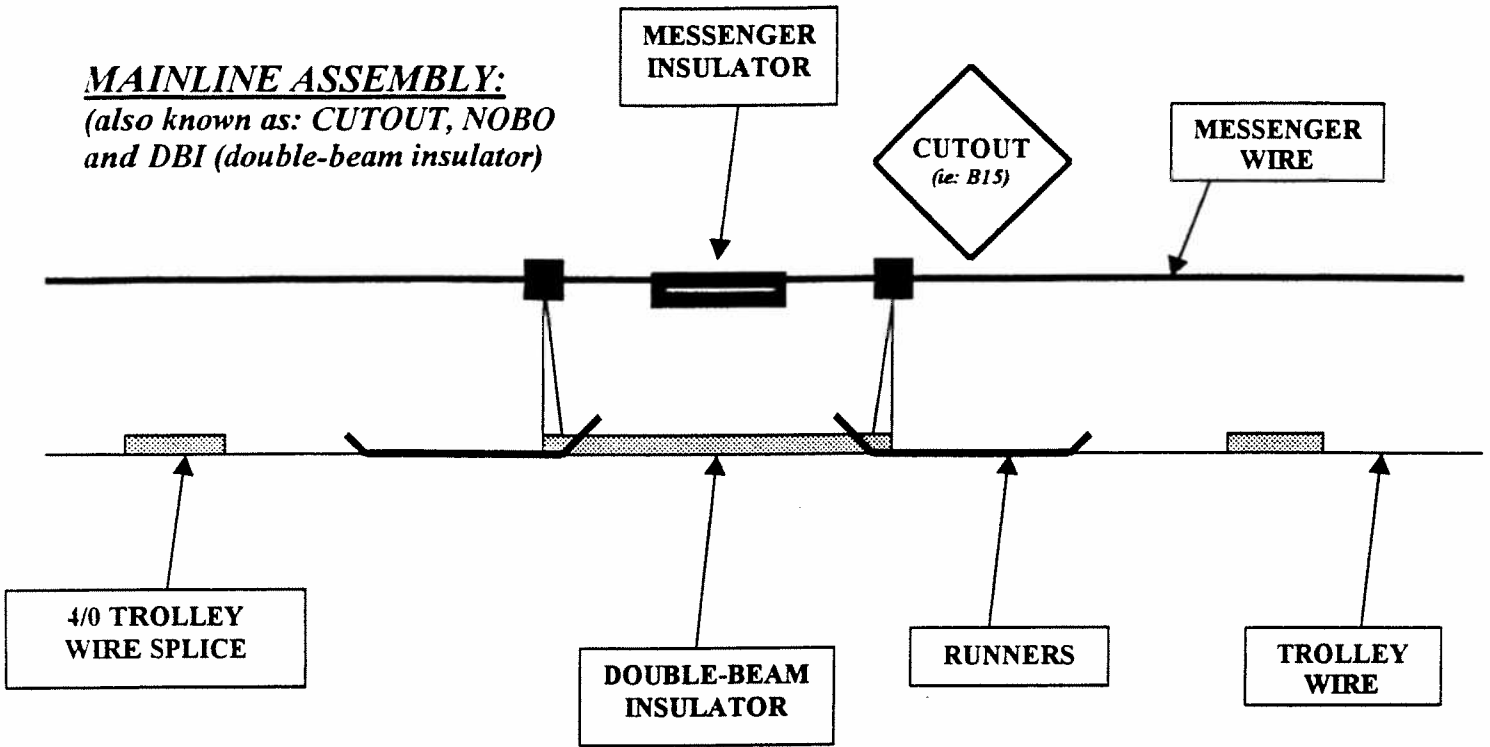 MAINLINE ASSEMBLY:
(also known as: CUTOUT, NOBO
and DBI (double-beam insulator)
MESSENGER
INSULATOR
CUTOUT
(ie: B15)
MESSENGER
WIRE
4/0 TROLLEY
WIRE SPLICE
DOUBLE-BEAM
INSULATOR
RUNNERS
TROLLEY
WIRE